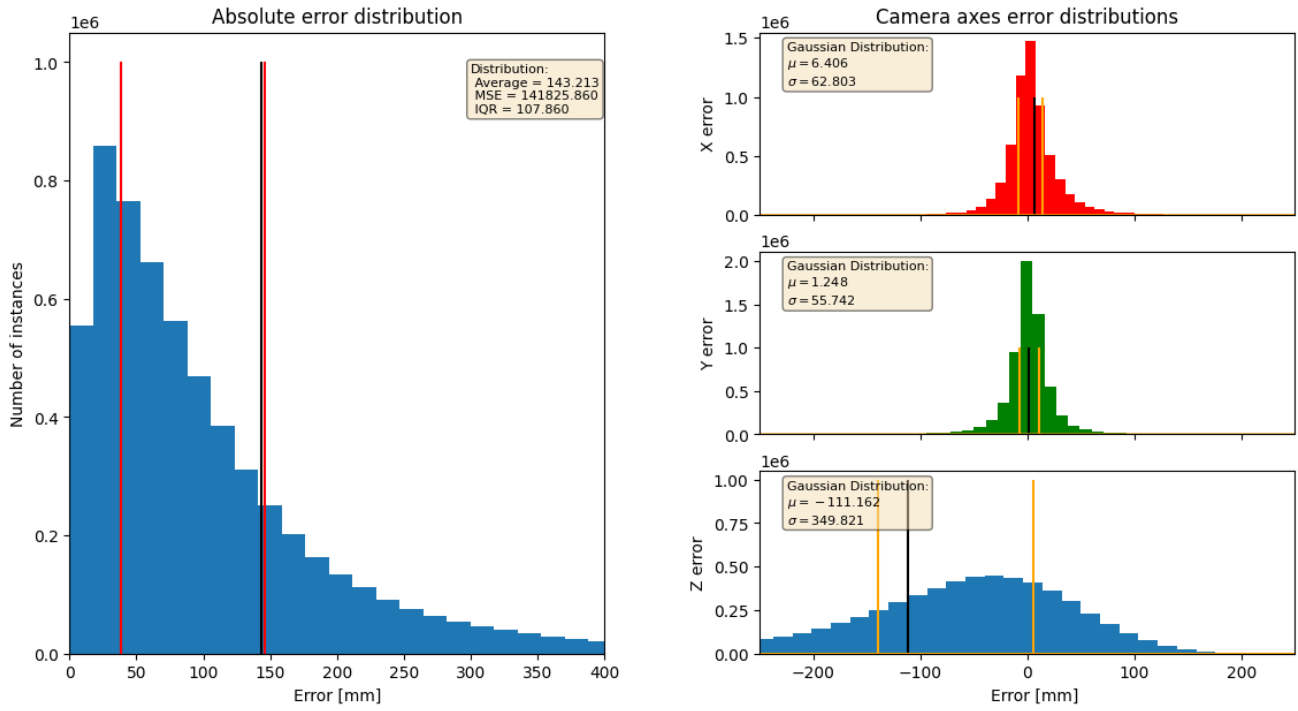 Absolute error distribution
1e6
1.0
0.8
0.6
0.4
0.2
0.0
Number of instances
Distribution:
Average = 143.213
MSE = 141825.860
IQR = 107.860
0 50 100 150 200 250 300 350 400
Error [mm]
Camera axes error distributions
1e6
1.5
1.0
0.5
0.0
X error
Gaussian Distribution:
μ = 6.406
σ = 62.803
1e6
2.0
1.5
1.0
0.5
0.0
Y error
Gaussian Distribution:
μ = 1.248
σ = 55.742
1e6
1.00
0.75
0.50
0.25
0.00
Z error
Gaussian Distribution:
μ = −111.162
σ = 349.821
−200 −100 0 100 200
Error [mm]